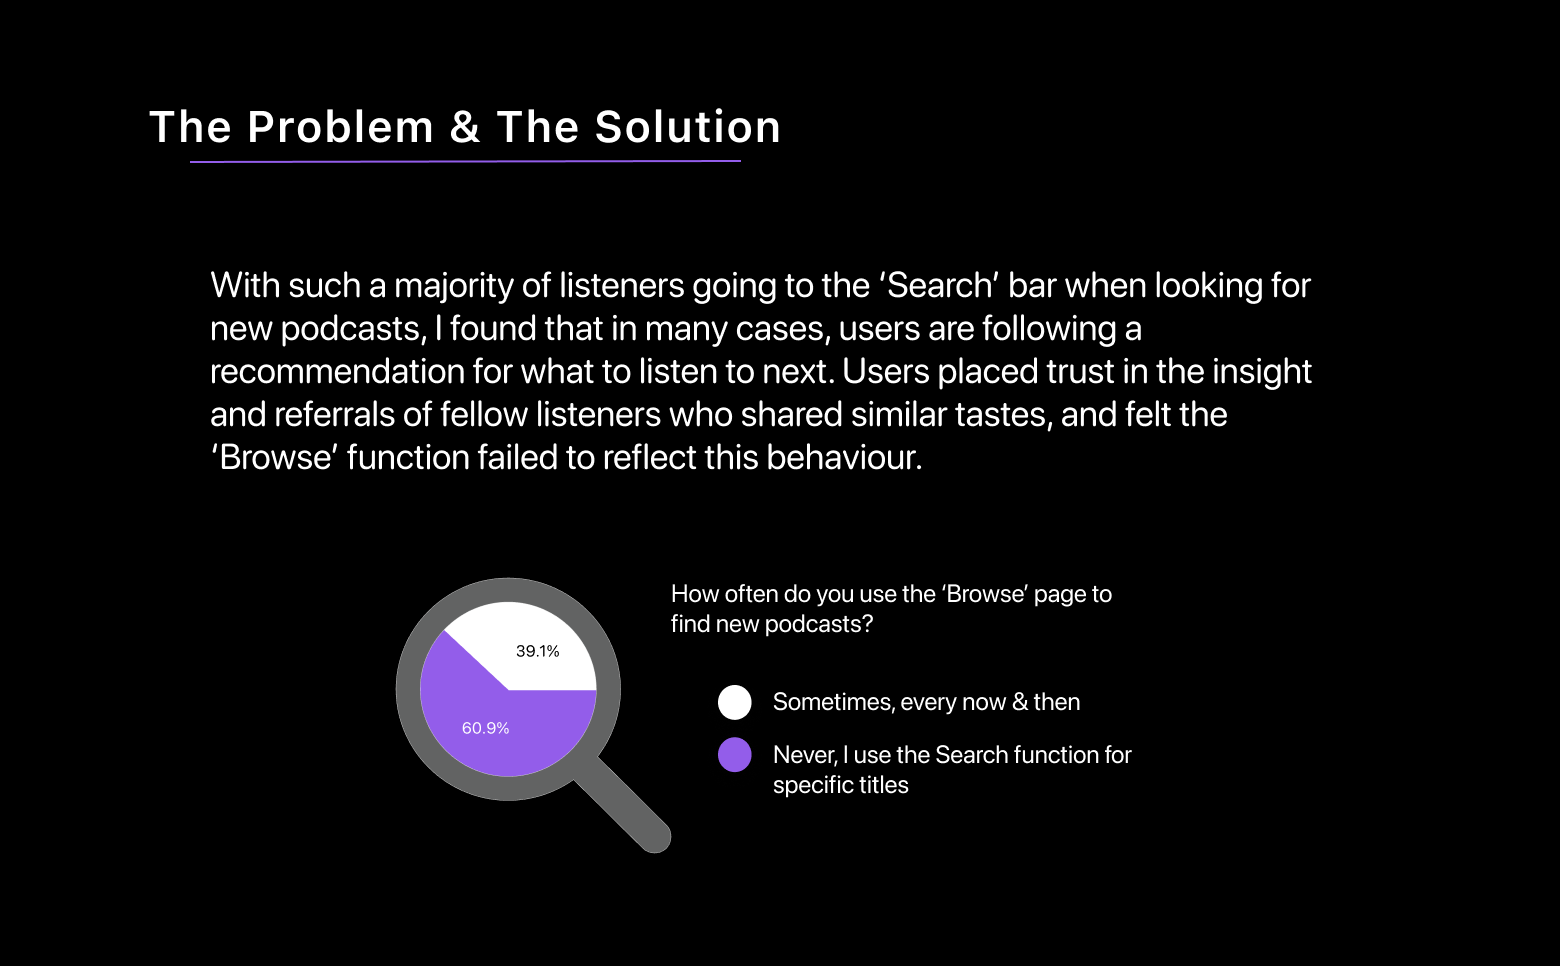 The Problem & The Solution
With such a majority of listeners going to the ‘Search’ bar when looking for
new podcasts, I found that in many cases, users are following a
recommendation for what to listen to next. Users placed trust in the insight
and referrals of fellow listeners who shared similar tastes, and felt the
‘Browse’ function failed to reflect this behaviour.
How often do you use the ‘Browse’ page to
find new podcasts?
39.1%
60.9%
Sometimes, every now & then
Never, I use the Search function for
specific titles